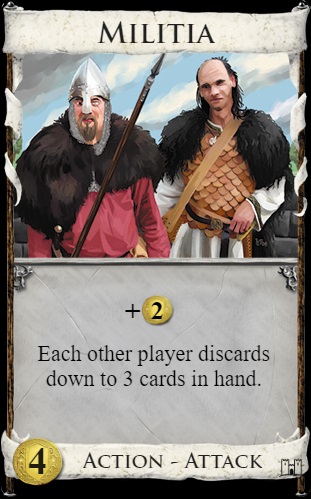 MILITIA
+2
Each other player discards
down to 3 cards in hand.
4 ACTION - ATTACK